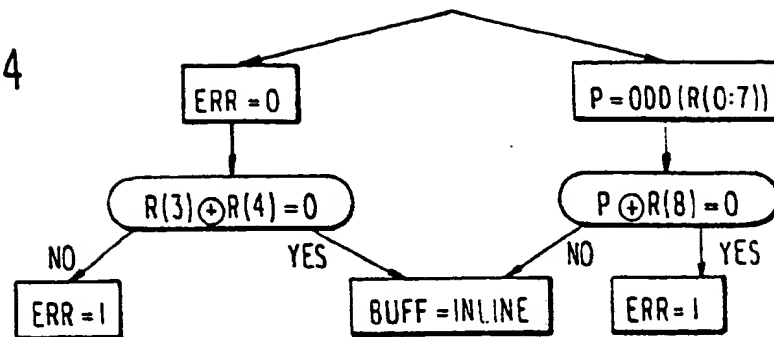 4
ERR = 0
P = ODD (R(0:7))
R(3) ⊕ R(4) = 0
P ⊕ R(8) = 0
NO
YES
NO
YES
ERR = 1
BUFF = INLINE
ERR = 1